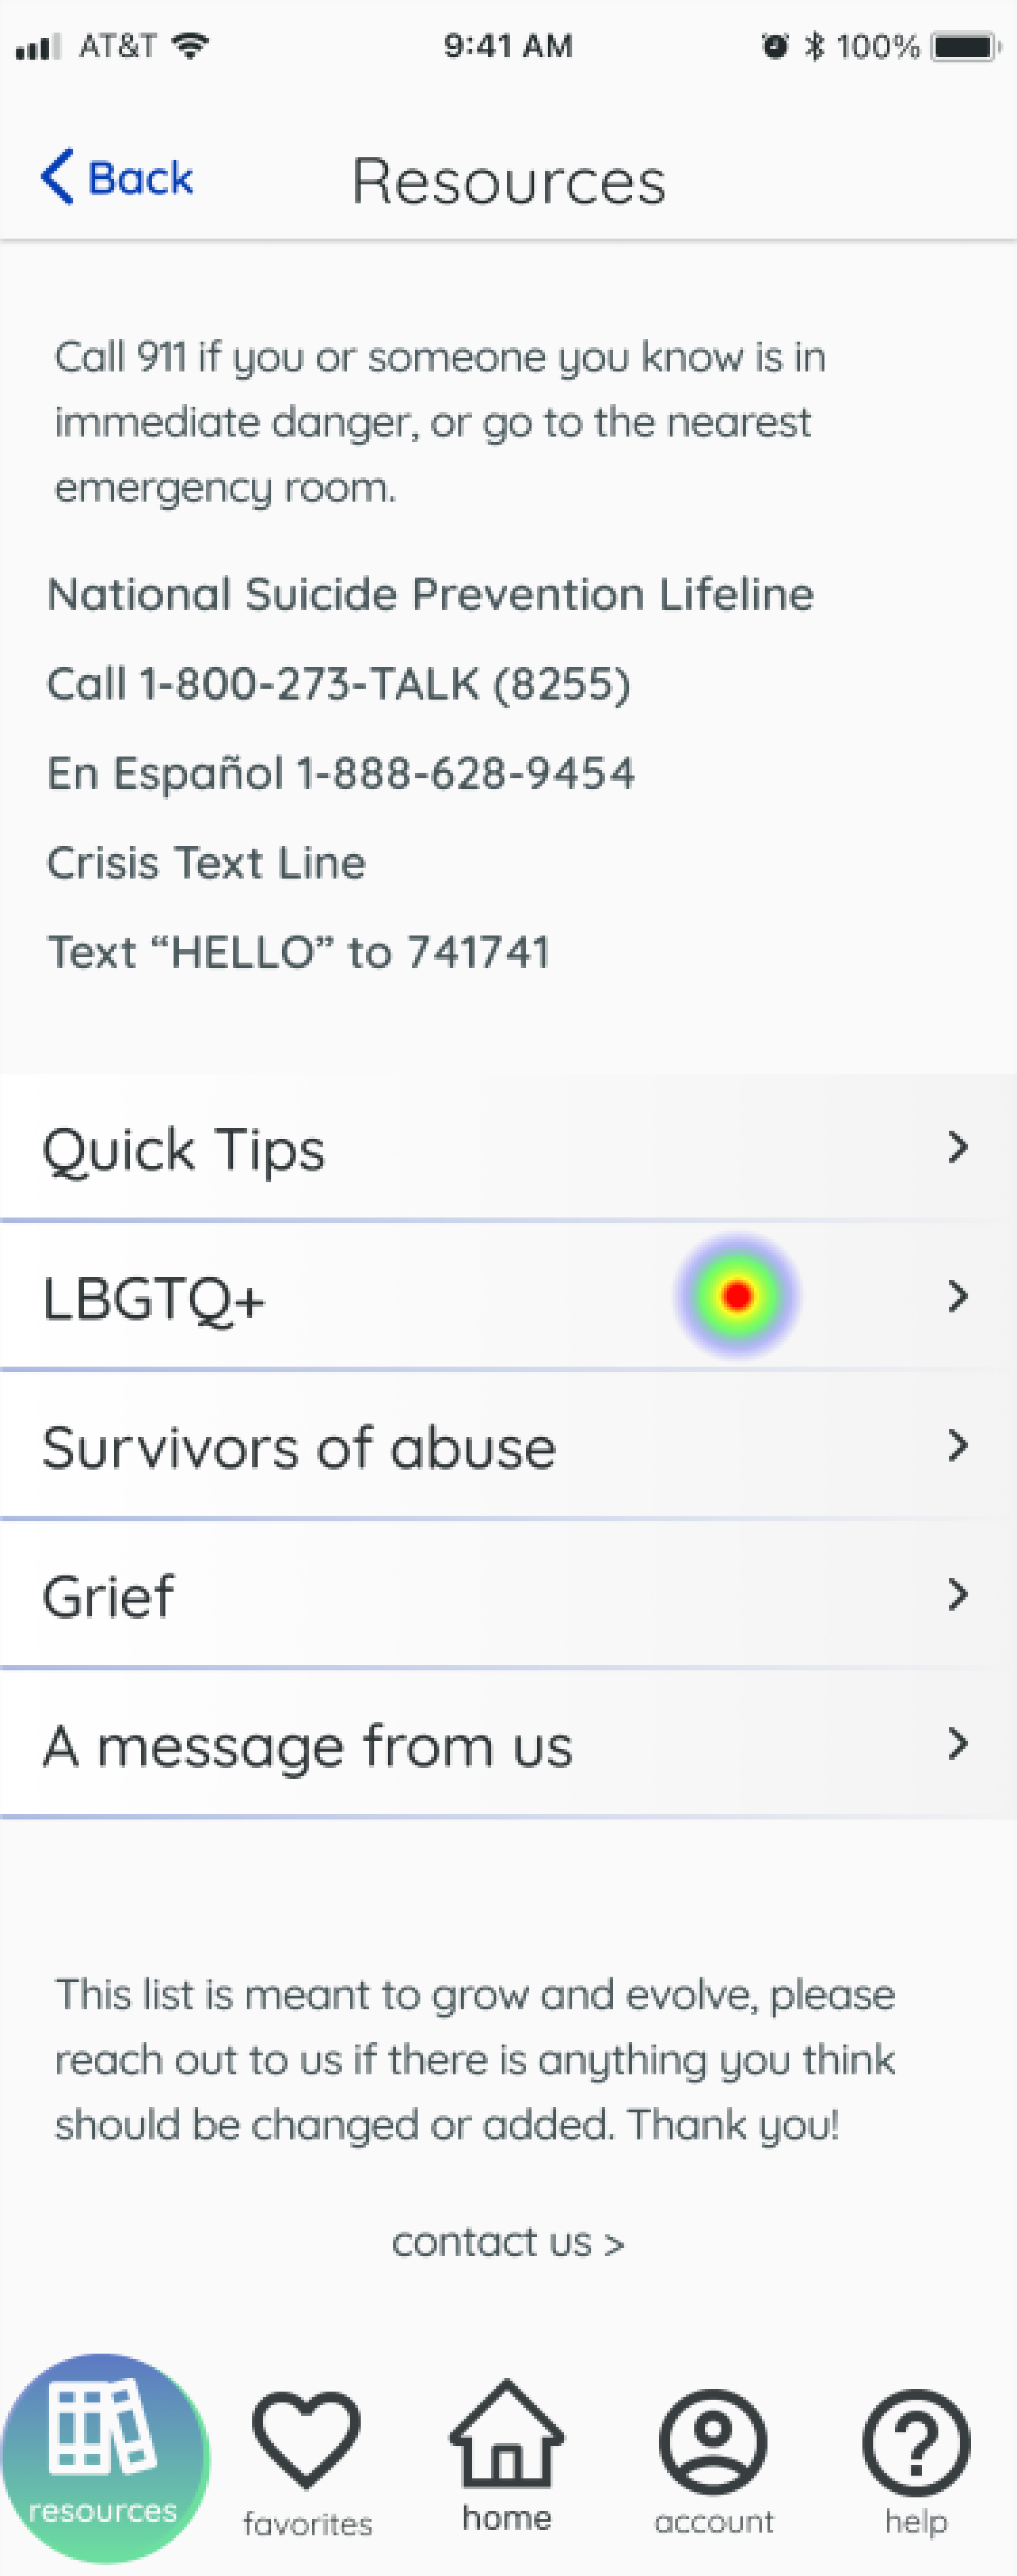 AT&T 9:41 AM 100%
Back Resources
Call 911 if you or someone you know is in
immediate danger, or go to the nearest
emergency room.
National Suicide Prevention Lifeline
Call 1-800-273-TALK (8255)
En Español 1-888-628-9454
Crisis Text Line
Text “HELLO” to 741741
Quick Tips
LBGTQ+
Survivors of abuse
Grief
A message from us
This list is meant to grow and evolve, please
reach out to us if there is anything you think
should be changed or added. Thank you!
contact us >
resources favorites home account help